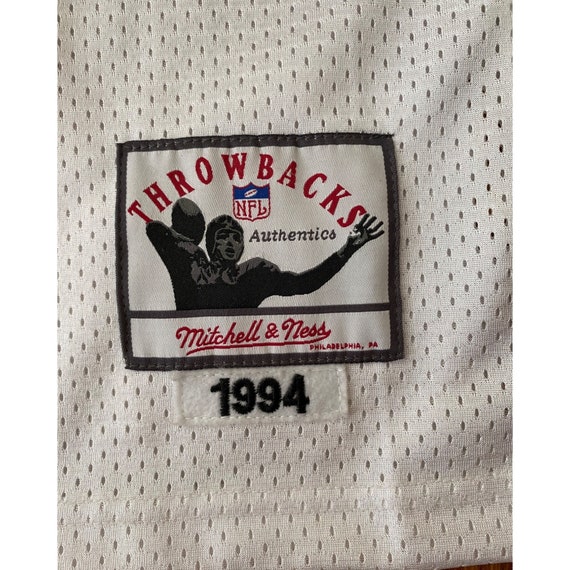 THROWBACKS
NFL
Authentics
Mitchell & Ness
PHILADELPHIA, PA
1994